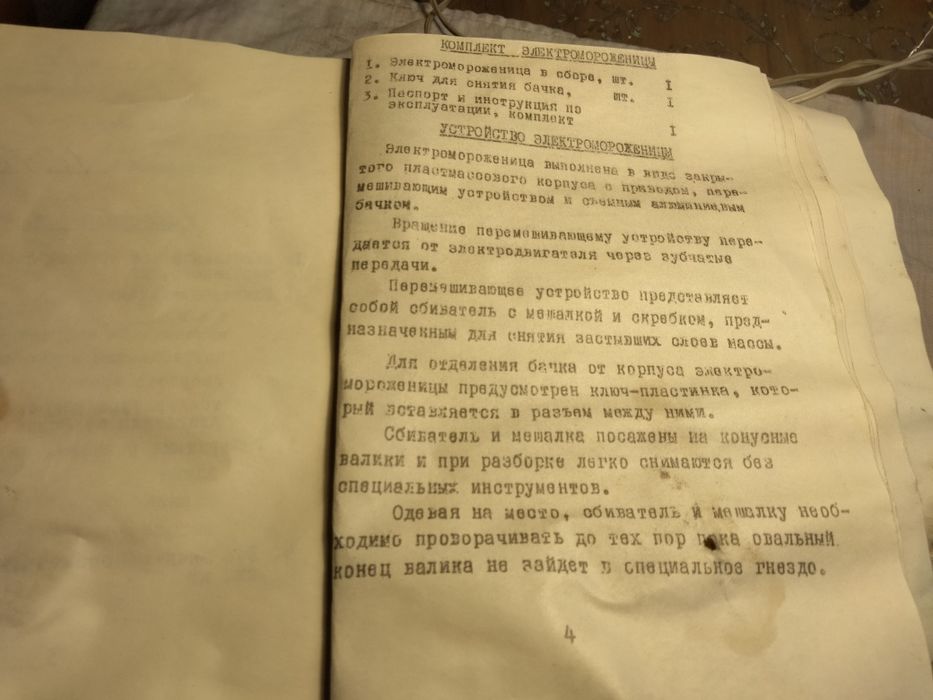 КОМПЛЕКТ ЭЛЕКТРОМОРОЖЕНИЦЫ
1. Электромороженица в сборе, шт. I
2. Ключ для снятия бачка, шт. I
3. Паспорт и инструкция по
эксплуатации, комплект I
УСТРОЙСТВО ЭЛЕКТРОМОРОЖЕНИЦЫ
Электромороженица выполнена в виде закры-
того пластмассового корпуса с приводом, пере-
мешивающим устройством и съемным алюминиевым
бачком.
Вращение перемешивающему устройству пере-
дается от электродвигателя через зубчатые
передачи.
Перемешивающее устройство представляет
собой сбиватель с мешалкой и скребком, пред-
назначенным для снятия застывших слоев массы.
Для отделения бачка от корпуса электро-
мороженицы предусмотрен ключ-пластинка, кото-
рый вставляется в разъем между ними.
Сбиватель и мешалка посажены на конусные
валики и при разборке легко снимаются без
специальных инструментов.
Одевая на место, сбиватель и мешалку необ-
ходимо проворачивать до тех пор пока овальный
конец валика не зайдет в специальное гнездо.
4